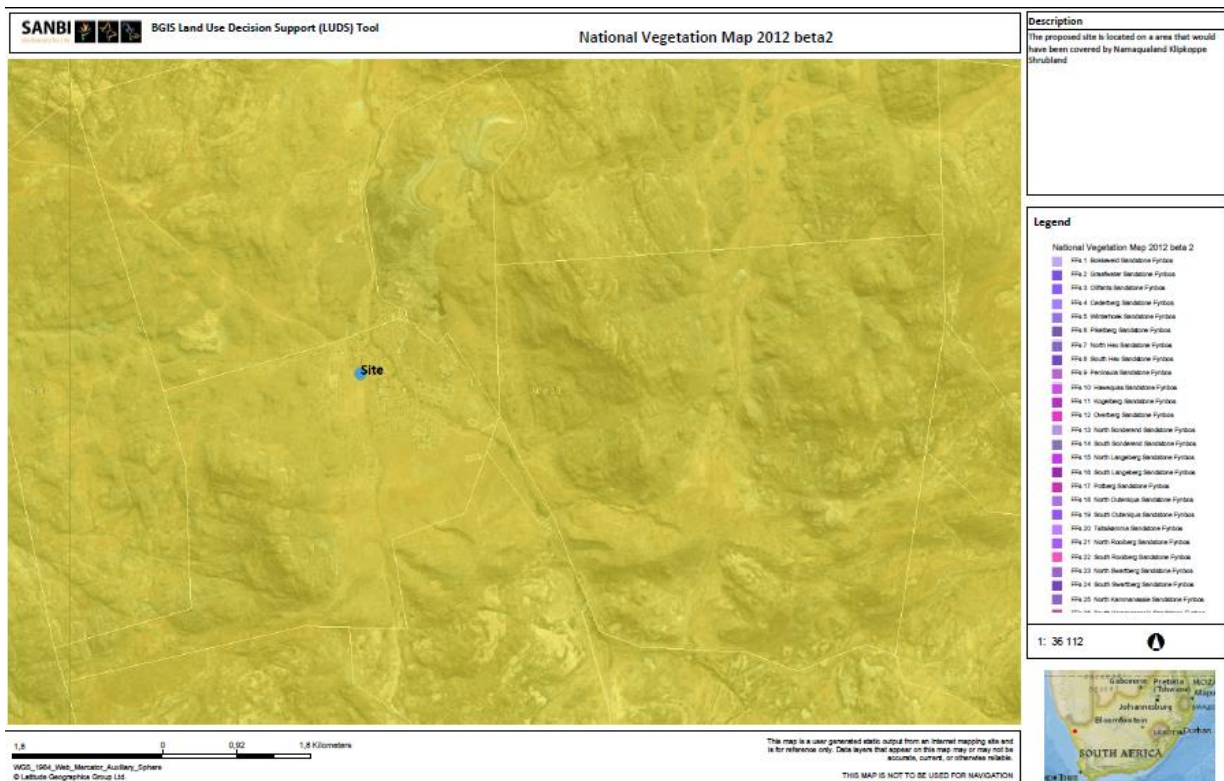 SANBI
BGIS Land Use Decision Support (LUDS) Tool
National Vegetation Map 2012 beta2
Description
The proposed site is located on a area that would
have been covered by Namaqualand Klipkoppe
Shrubland
Site
Legend
National Vegetation Map 2012 beta 2
FFs 1 Bokkeveld Sandstone Fynbos
FFs 2 Graafwater Sandstone Fynbos
FFs 3 Olifants Sandstone Fynbos
FFs 4 Cederberg Sandstone Fynbos
FFs 5 Winterhoek Sandstone Fynbos
FFs 6 Piketberg Sandstone Fynbos
FFs 7 North Hex Sandstone Fynbos
FFs 8 South Hex Sandstone Fynbos
FFs 9 Peninsula Sandstone Fynbos
FFs 10 Hawequas Sandstone Fynbos
FFs 11 Kogelberg Sandstone Fynbos
FFs 12 Overberg Sandstone Fynbos
FFs 13 North Sonderend Sandstone Fynbos
FFs 14 South Sonderend Sandstone Fynbos
FFs 15 North Langeberg Sandstone Fynbos
FFs 16 South Langeberg Sandstone Fynbos
FFs 17 Potberg Sandstone Fynbos
FFs 18 North Outeniqua Sandstone Fynbos
FFs 19 South Outeniqua Sandstone Fynbos
FFs 20 Tsitsikamma Sandstone Fynbos
FFs 21 North Rooiberg Sandstone Fynbos
FFs 22 South Rooiberg Sandstone Fynbos
FFs 23 North Swartberg Sandstone Fynbos
FFs 24 South Swartberg Sandstone Fynbos
FFs 25 North Kammanassie Sandstone Fynbos
1: 36 112
Gaborone Pretoria
(Tshwane)
Johannesburg
Bloemfontein
Durban
SOUTH AFRICA
1,8 0 0,92 1,8 Kilometers
WGS_1984_Web_Mercator_Auxiliary_Sphere
© Latitude Geographics Group Ltd.
This map is a user generated static output from an Internet mapping site and
is for reference only. Data layers that appear on this map may or may not be
accurate, current, or otherwise reliable.
THIS MAP IS NOT TO BE USED FOR NAVIGATION